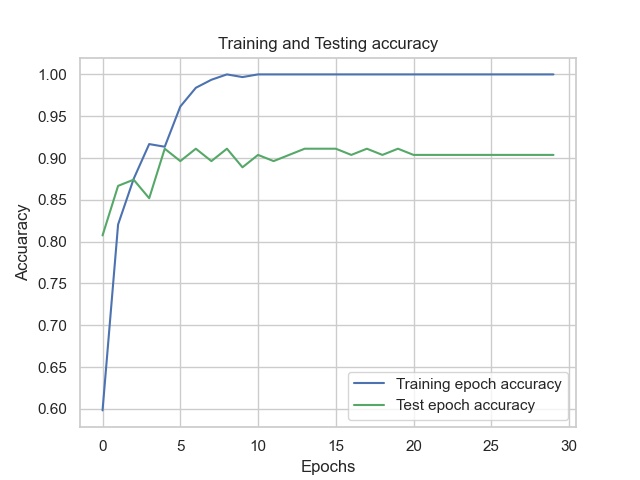 Training and Testing accuracy
1.00
0.95
0.90
0.85
0.80
0.75
0.70
0.65
0.60
Accuaracy
0 5 10 15 20 25 30
Epochs
Training epoch accuracy
Test epoch accuracy